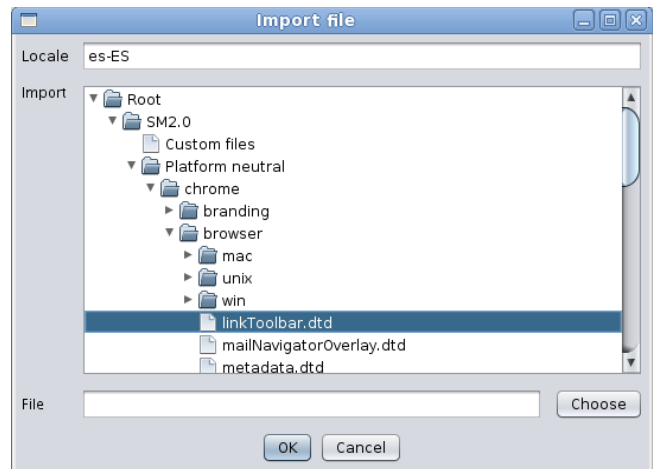 Import file
Locale es-ES
Import
Root
SM2.0
Custom files
Platform neutral
chrome
branding
browser
mac
unix
win
linkToolbar.dtd
mailNavigatorOverlay.dtd
metadata.dtd
File Choose
OK Cancel